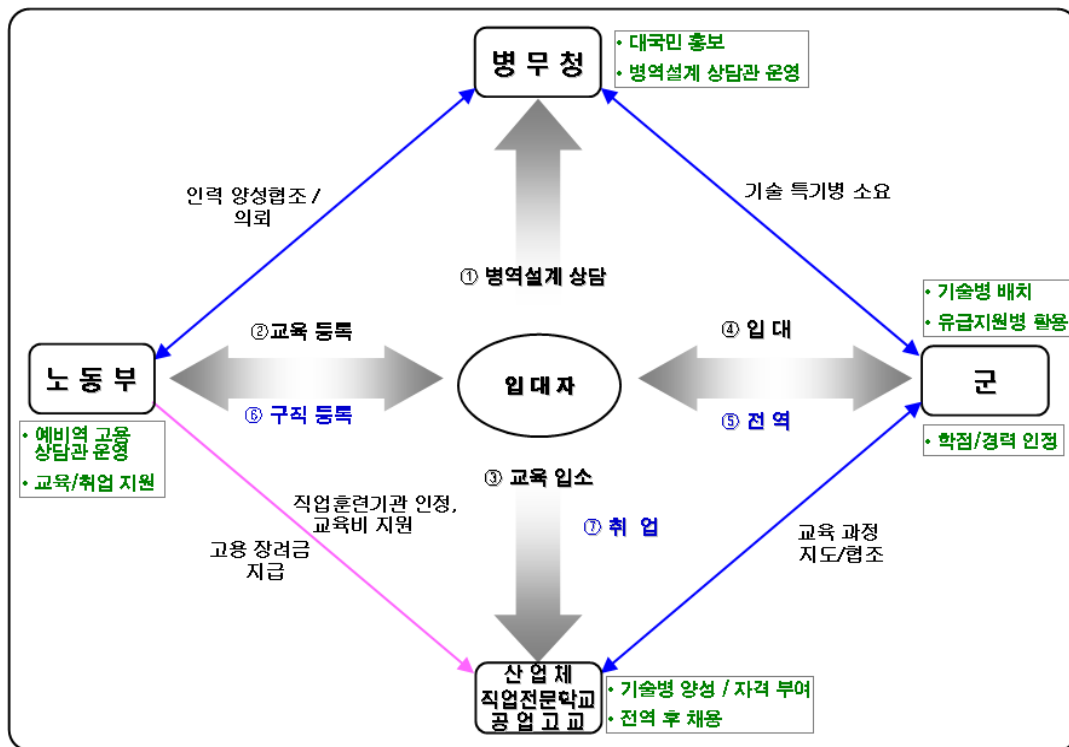 병 무 청
• 대국민 홍보
• 병역설계 상담관 운영
인력 양성협조 /
의뢰
기술 특기병 소요
① 병역설계 상담
②교육 등록
④ 입 대
• 기술병 배치
• 유급지원병 활용
노 동 부
입 대 자
군
⑥ 구직 등록
⑤ 전 역
• 예비역 고용
상담관 운영
• 교육/취업 지원
• 학점/경력 인정
③ 교육 입소
직업훈련기관 인정,
교육비 지원
⑦ 취 업
고용 장려금
지급
교육 과정
지도/협조
산 업 체
직업전문학교
공 업 고 교
• 기술병 양성 / 자격 부여
• 전역 후 채용